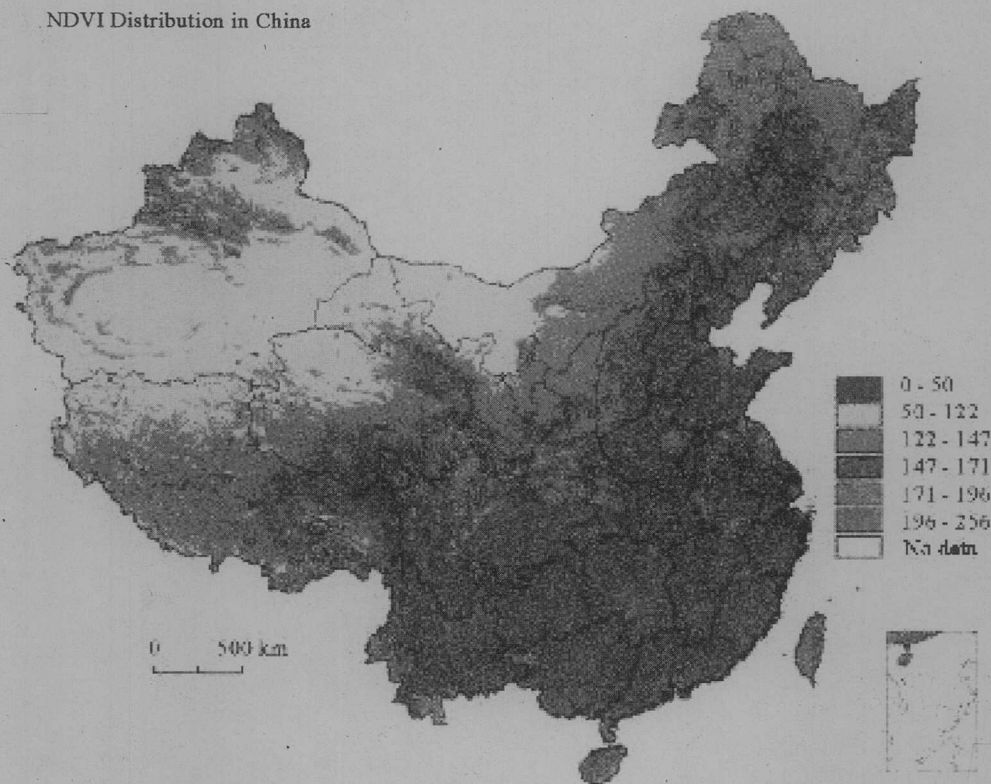 NDVI Distribution in China
0 - 50
50 - 122
122 - 147
147 - 171
171 - 196
196 - 256
No data
0 500 km